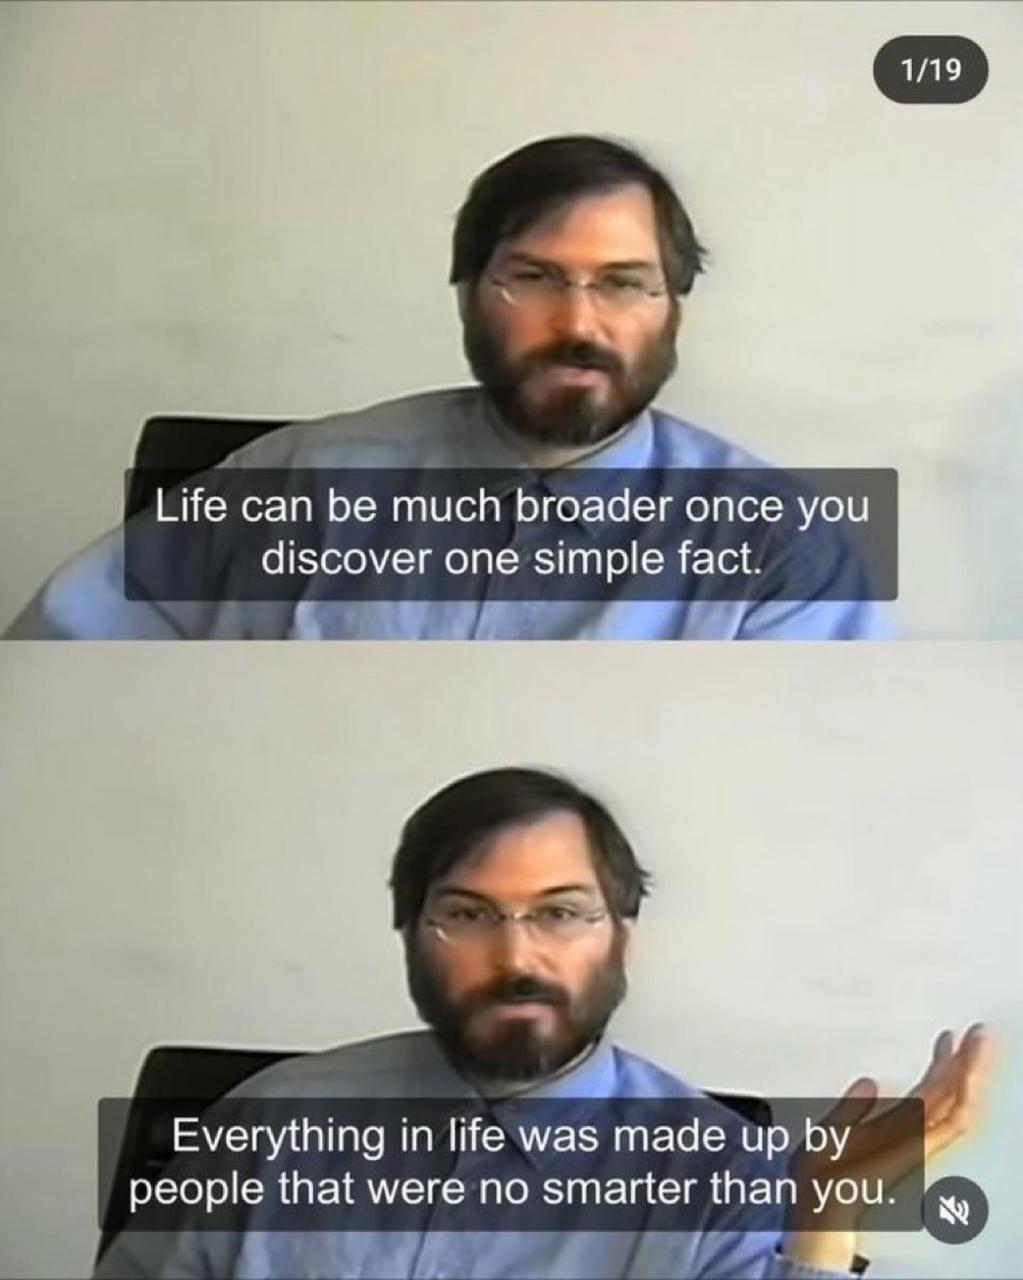 1/19
Life can be much broader once you
discover one simple fact.
Everything in life was made up by
people that were no smarter than you.